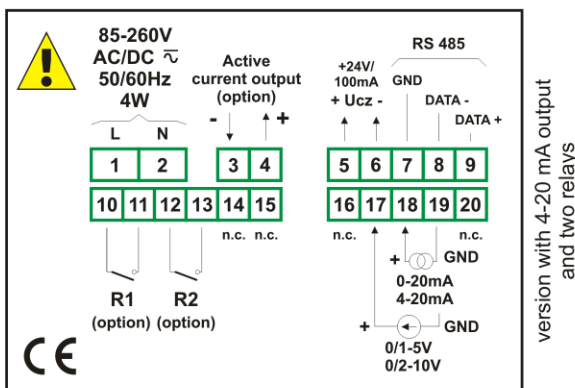 85-260V
AC/DC ⏦
50/60Hz
4W
L N
Active
current output
(option)
- +
+24V/
100mA
+ Ucz -
RS 485
GND
DATA -
DATA +
1 2 3 4 5 6 7 8 9
10 11 12 13 14 15 16 17 18 19 20
n.c. n.c. n.c. n.c.
R1 R2
(option) (option)
+ GND
0-20mA
4-20mA
+ GND
0/1-5V
0/2-10V
CE
version with 4-20 mA output
and two relays